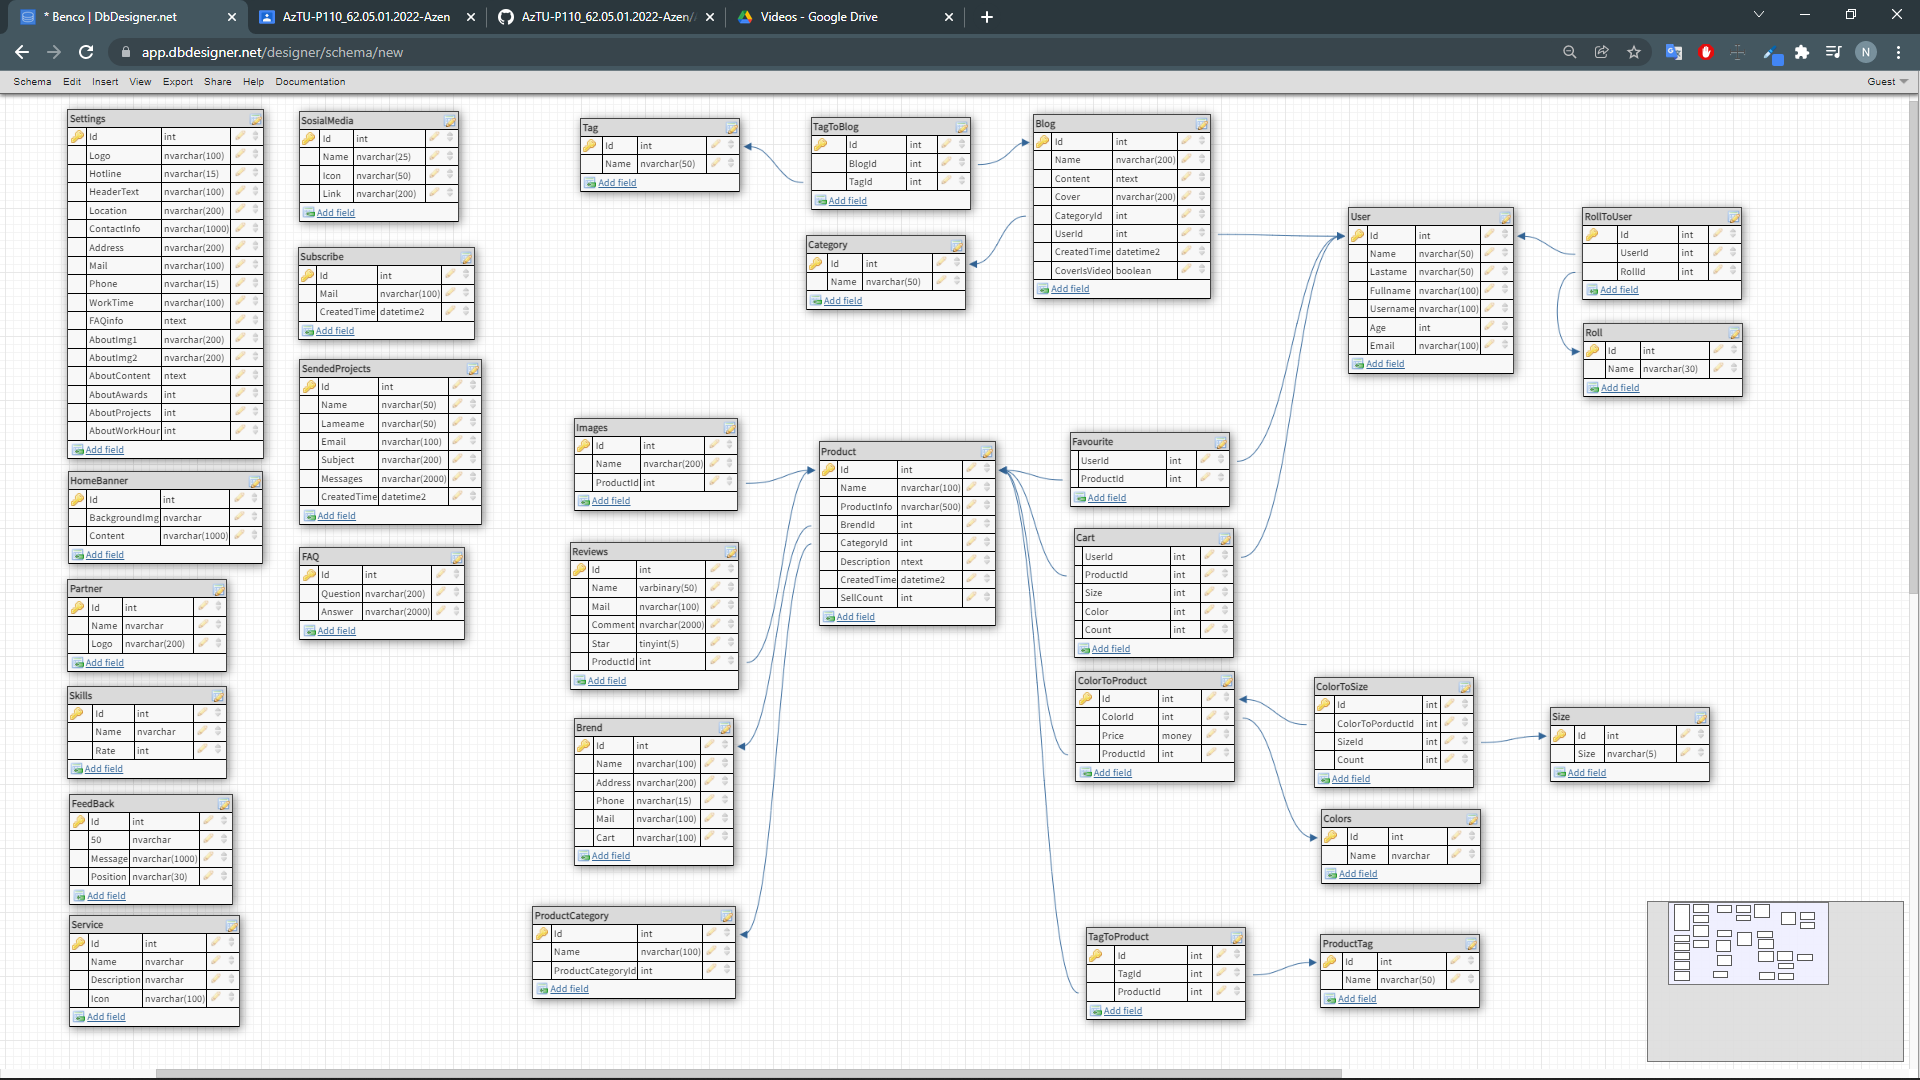 * Benco | DbDesigner.net
AzTU-P110_62.05.01.2022-Azen
AzTU-P110_62.05.01.2022-Azen/
Videos - Google Drive
app.dbdesigner.net/designer/schema/new
N
Schema Edit Insert View Export Share Help Documentation
Guest
Settings
Id int
Logo nvarchar(100)
Hotline nvarchar(15)
HeaderText nvarchar(100)
Location nvarchar(200)
ContactInfo nvarchar(1000)
Address nvarchar(200)
Mail nvarchar(100)
Phone nvarchar(15)
WorkTime nvarchar(100)
FAQinfo ntext
AboutImg1 nvarchar(200)
AboutImg2 nvarchar(200)
AboutContent ntext
AboutAwards int
AboutProjects int
AboutWorkHour int
Add field
HomeBanner
Id int
BackgroundImg nvarchar
Content nvarchar(1000)
Add field
Partner
Id int
Name nvarchar
Logo nvarchar(200)
Add field
Skills
Id int
Name nvarchar
Rate int
Add field
FeedBack
Id int
50 nvarchar
Message nvarchar(1000)
Position nvarchar(30)
Add field
Service
Id int
Name nvarchar
Description nvarchar
Icon nvarchar(100)
Add field
SosialMedia
Id int
Name nvarchar(25)
Icon nvarchar(50)
Link nvarchar(200)
Add field
Subscribe
Id int
Mail nvarchar(100)
CreatedTime datetime2
Add field
SendedProjects
Id int
Name nvarchar(50)
Lameame nvarchar(50)
Email nvarchar(100)
Subject nvarchar(200)
Messages nvarchar(2000)
CreatedTime datetime2
Add field
FAQ
Id int
Question nvarchar(200)
Answer nvarchar(2000)
Add field
Tag
Id int
Name nvarchar(50)
Add field
TagToBlog
Id int
BlogId int
TagId int
Add field
Category
Id int
Name nvarchar(50)
Add field
Blog
Id int
Name nvarchar(200)
Content ntext
Cover nvarchar(200)
CategoryId int
UserId int
CreatedTime datetime2
CoverIsVideo boolean
Add field
User
Id int
Name nvarchar(50)
Lastame nvarchar(50)
Fullname nvarchar(100)
Username nvarchar(100)
Age int
Email nvarchar(100)
Add field
RollToUser
Id int
UserId int
RollId int
Add field
Roll
Id int
Name nvarchar(30)
Add field
Images
Id int
Name nvarchar(200)
ProductId int
Add field
Reviews
Id int
Name varbinary(50)
Mail nvarchar(100)
Comment nvarchar(2000)
Star tinyint(5)
ProductId int
Add field
Brend
Id int
Name nvarchar(100)
Address nvarchar(200)
Phone nvarchar(15)
Mail nvarchar(100)
Cart nvarchar(100)
Add field
ProductCategory
Id int
Name nvarchar(100)
ProductCategoryId int
Add field
Product
Id int
Name nvarchar(100)
ProductInfo nvarchar(500)
BrendId int
CategoryId int
Description ntext
CreatedTime datetime2
SellCount int
Add field
Favourite
UserId int
ProductId int
Add field
Cart
UserId int
ProductId int
Size int
Color int
Count int
Add field
ColorToProduct
Id int
ColorId int
Price money
ProductId int
Add field
ColorToSize
Id int
ColorToPorductId int
SizeId int
Count int
Add field
Size
Id int
Size nvarchar(5)
Add field
Colors
Id int
Name nvarchar
Add field
TagToProduct
Id int
TagId int
ProductId int
Add field
ProductTag
Id int
Name nvarchar(50)
Add field